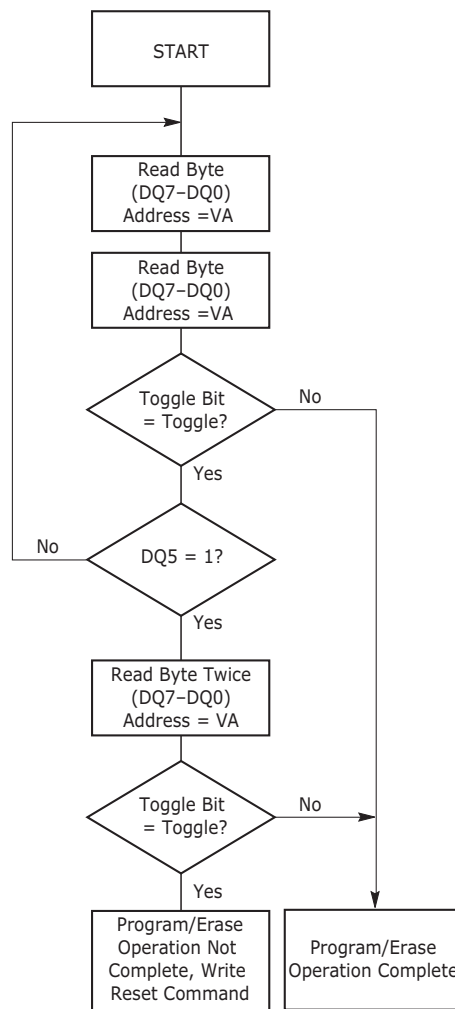 START
Read Byte
(DQ7–DQ0)
Address =VA
Read Byte
(DQ7–DQ0)
Address =VA
Toggle Bit
= Toggle?
No
Yes
No
DQ5 = 1?
Yes
Read Byte Twice
(DQ7–DQ0)
Address = VA
Toggle Bit
= Toggle?
No
Yes
Program/Erase
Operation Not
Complete, Write
Reset Command
Program/Erase
Operation Complete